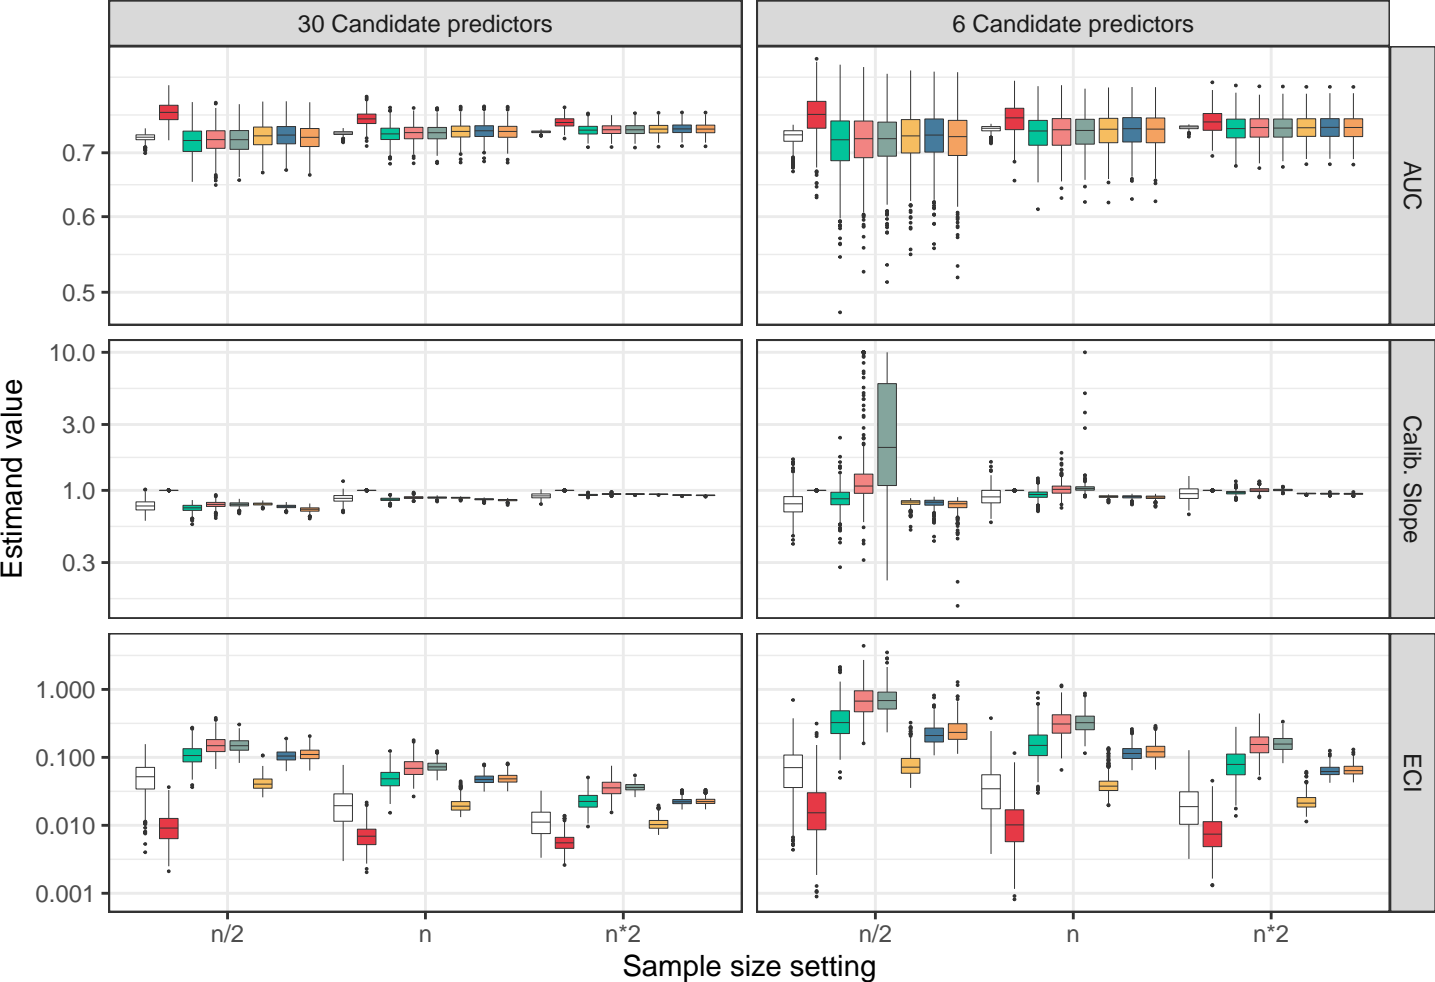 30 Candidate predictors
6 Candidate predictors
0.7
0.6
0.5
AUC
10.0
3.0
1.0
0.3
Calib. Slope
1.000
0.100
0.010
0.001
ECI
Estimand value
n/2
n
n*2
n/2
n
n*2
Sample size setting